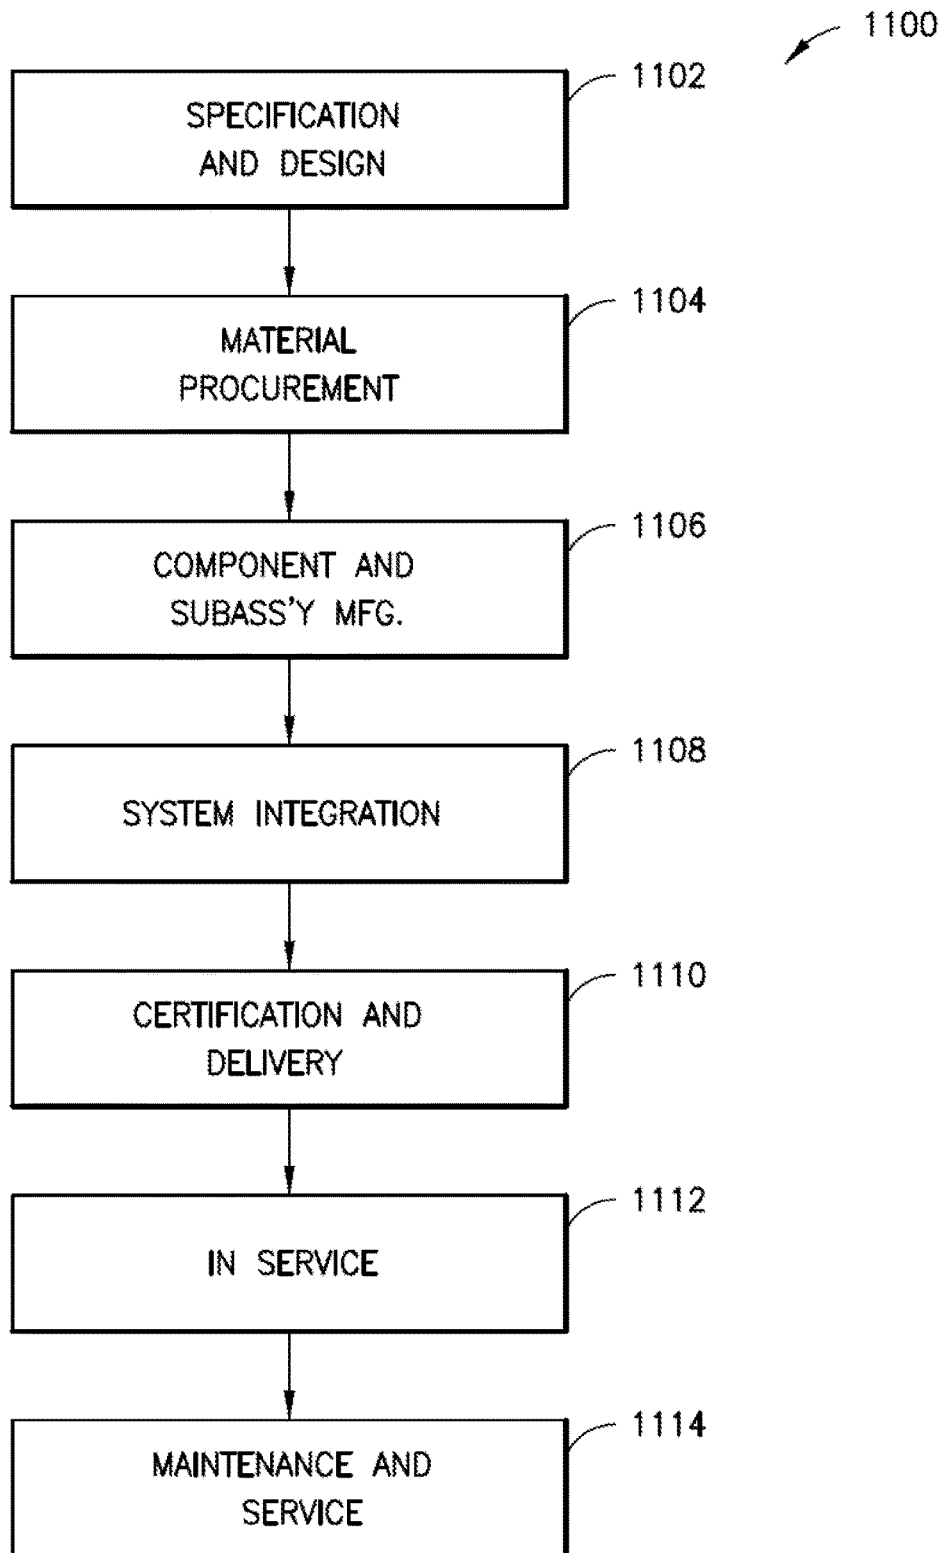 1100
1102
SPECIFICATION
AND DESIGN
1104
MATERIAL
PROCUREMENT
1106
COMPONENT AND
SUBASS'Y MFG.
1108
SYSTEM INTEGRATION
1110
CERTIFICATION AND
DELIVERY
1112
IN SERVICE
1114
MAINTENANCE AND
SERVICE